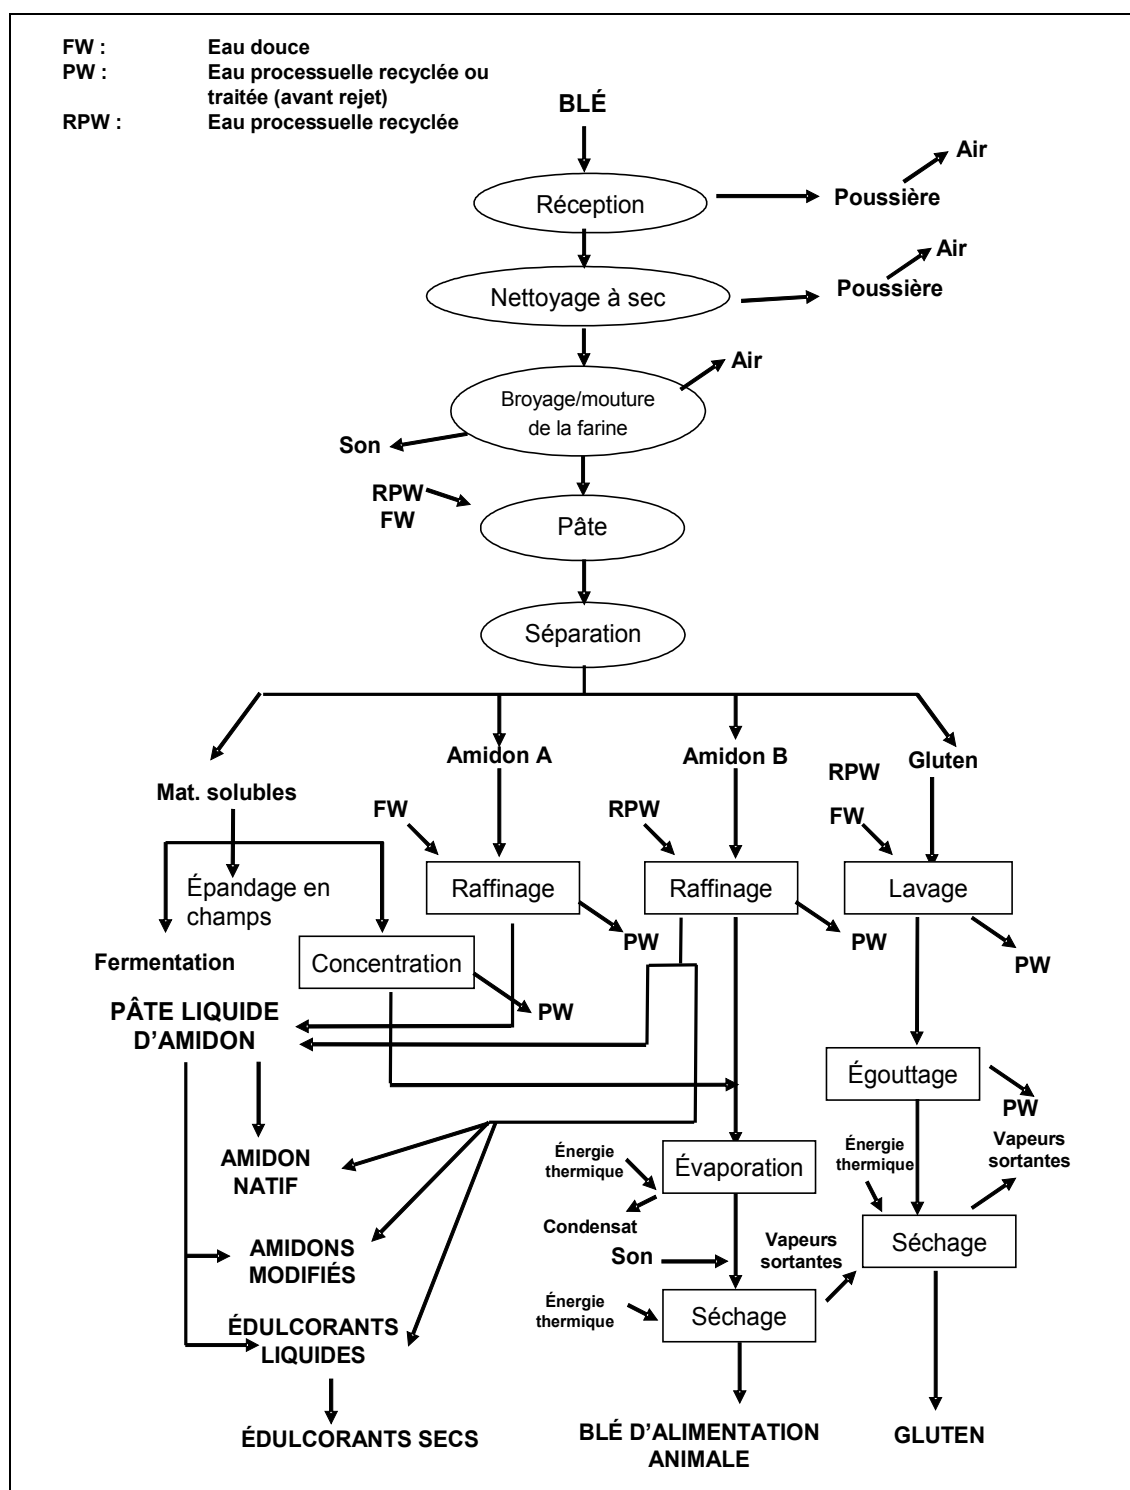 FW : Eau douce
PW : Eau processuelle recyclée ou
traitée (avant rejet)
RPW : Eau processuelle recyclée
BLÉ
Air
Réception
Poussière
Air
Nettoyage à sec
Poussière
Air
Broyage/mouture
de la farine
Son
RPW
FW
Pâte
Séparation
Mat. solubles
Amidon A
Amidon B
Gluten
RPW
FW
RPW
FW
Épandage en
champs
Raffinage
Raffinage
Lavage
PW
PW
PW
Fermentation
Concentration
PW
PÂTE LIQUIDE
D’AMIDON
Égouttage
PW
AMIDON
NATIF
Énergie
thermique
Évaporation
Énergie
thermique
Vapeurs
sortantes
Condensat
Son
Vapeurs
sortantes
Séchage
AMIDONS
MODIFIÉS
Énergie
thermique
Séchage
ÉDULCORANTS
LIQUIDES
ÉDULCORANTS SECS
BLÉ D’ALIMENTATION
ANIMALE
GLUTEN